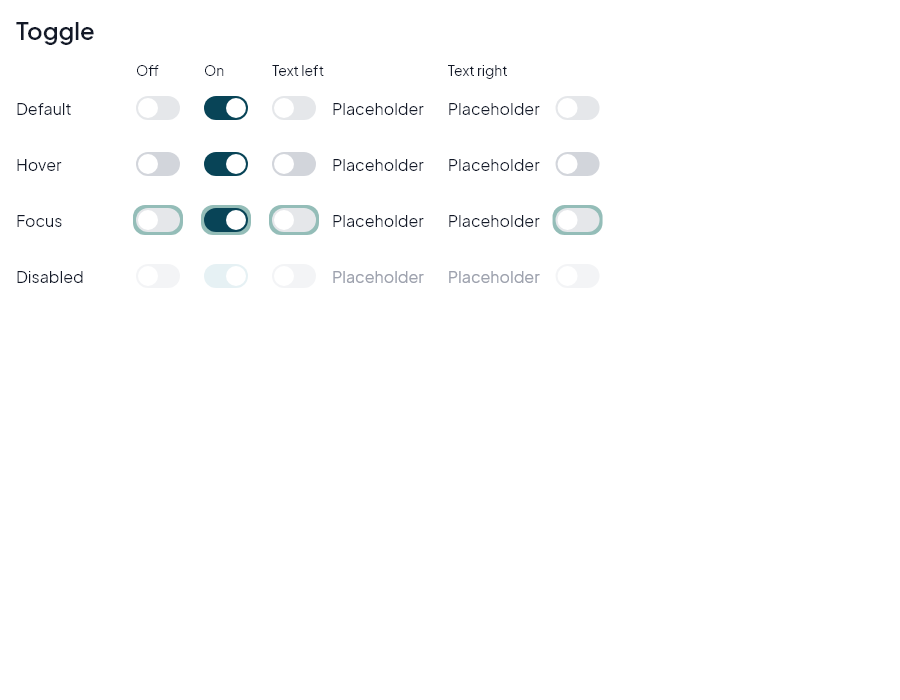 Toggle
Off On Text left Text right
Default Placeholder Placeholder
Hover Placeholder Placeholder
Focus Placeholder Placeholder
Disabled Placeholder Placeholder